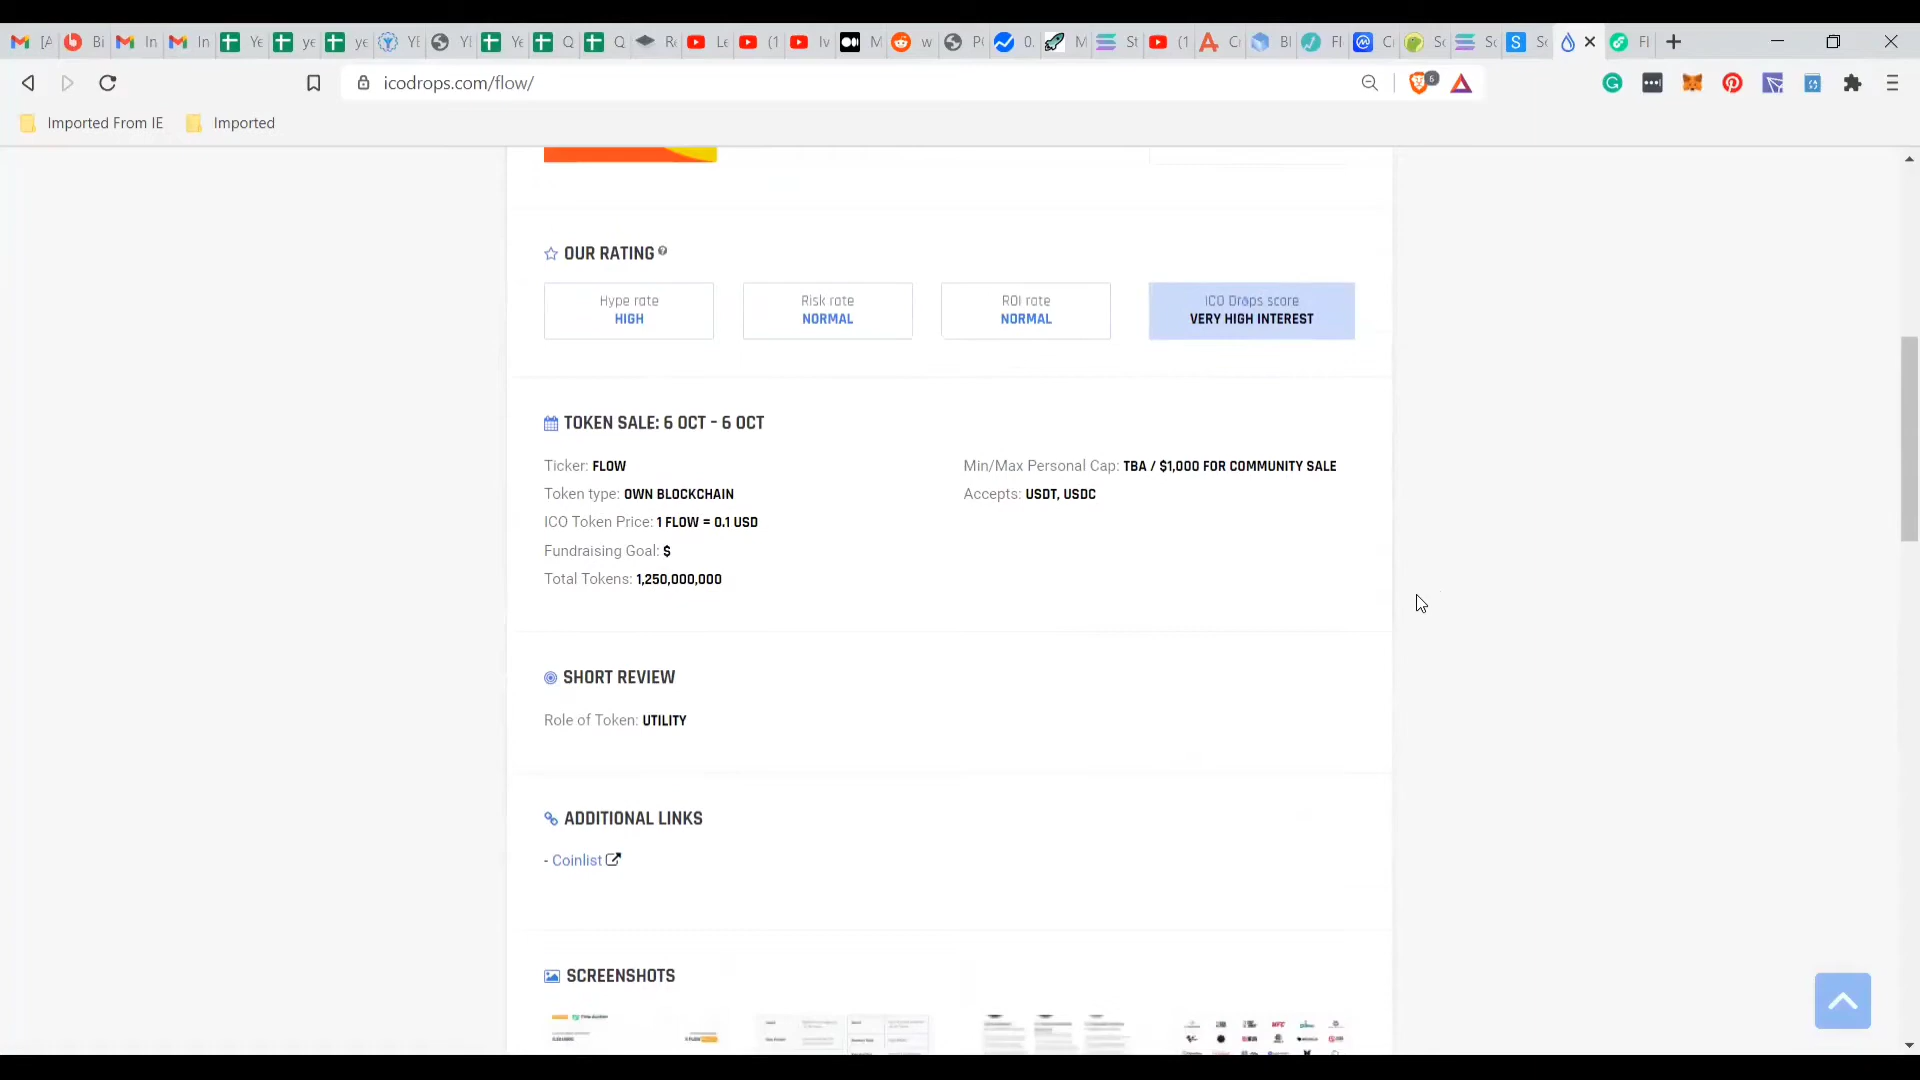 icodrops.com/flow/
6
Imported From IE
Imported
OUR RATING
Hype rate
HIGH
Risk rate
NORMAL
ROI rate
NORMAL
ICO Drops score
VERY HIGH INTEREST
TOKEN SALE: 6 OCT – 6 OCT
Ticker: FLOW
Token type: OWN BLOCKCHAIN
ICO Token Price: 1 FLOW = 0.1 USD
Fundraising Goal: $
Total Tokens: 1,250,000,000
Min/Max Personal Cap: TBA / $1,000 FOR COMMUNITY SALE
Accepts: USDT, USDC
SHORT REVIEW
Role of Token: UTILITY
ADDITIONAL LINKS
- Coinlist
SCREENSHOTS